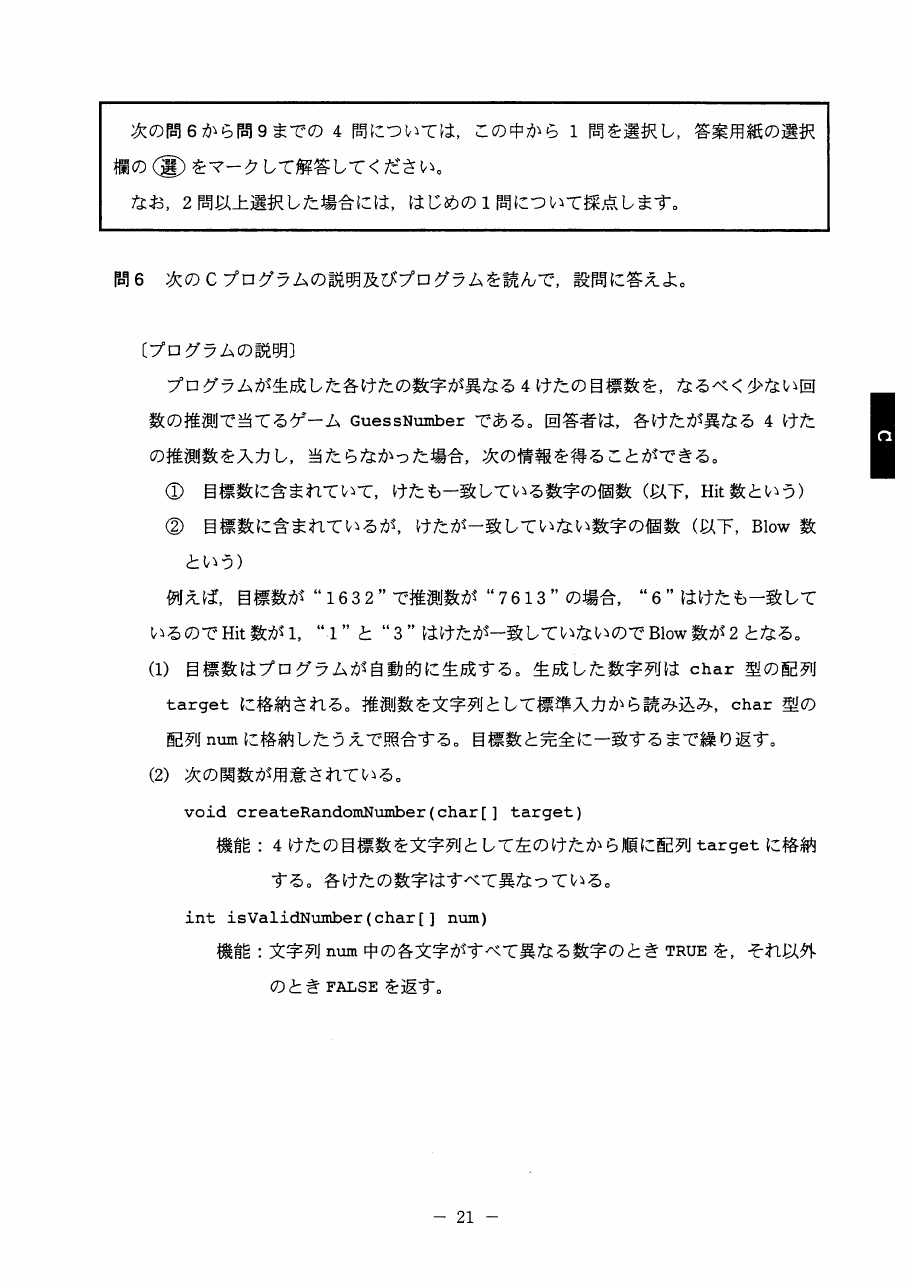 次の問6から問9までの 4 問については，この中から 1 問を選択し，答案用紙の選択
欄の㊟をマークして解答してください。
なお，2問以上選択した場合には，はじめの1問について採点します。
問6 次のCプログラムの説明及びプログラムを読んで，設問に答えよ。
〔プログラムの説明〕
プログラムが生成した各けたの数字が異なる4けたの目標数を，なるべく少ない回
数の推測で当てるゲーム GuessNumber である。回答者は，各けたが異なる 4 けた
の推測数を入力し，当たらなかった場合，次の情報を得ることができる。
① 目標数に含まれていて，けたも一致している数字の個数（以下，Hit 数という）
② 目標数に含まれているが，けたが一致していない数字の個数（以下，Blow 数
という）
例えば，目標数が“1632”で推測数が“7613”の場合，“6”はけたも一致して
いるので Hit 数が1，“1”と“3”はけたが一致していないので Blow 数が2となる。
(1) 目標数はプログラムが自動的に生成する。生成した数字列は char 型の配列
target に格納される。推測数を文字列として標準入力から読み込み，char 型の
配列 num に格納したうえで照合する。目標数と完全に一致するまで繰り返す。
(2) 次の関数が用意されている。
void createRandomNumber(char[] target)
機能：4けたの目標数を文字列として左のけたから順に配列 target に格納
する。各けたの数字はすべて異なっている。
int isValidNumber(char[] num)
機能：文字列 num 中の各文字がすべて異なる数字のとき TRUE を，それ以外
のとき FALSE を返す。
C
－ 21 －